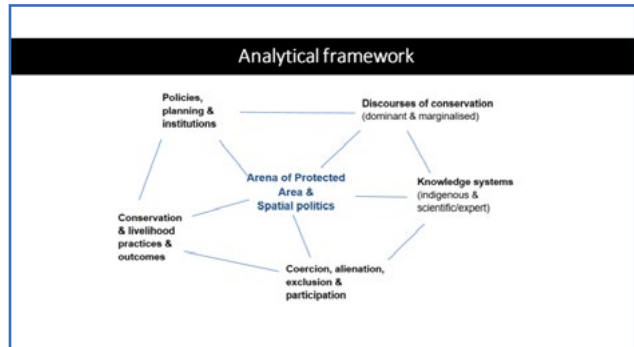 Analytical framework
Policies,
planning &
institutions
Discourses of conservation
(dominant & marginalised)
Arena of Protected
Area &
Spatial politics
Knowledge systems
(indigenous &
scientific/expert)
Conservation
& livelihood
practices &
outcomes
Coercion, alienation,
exclusion &
participation